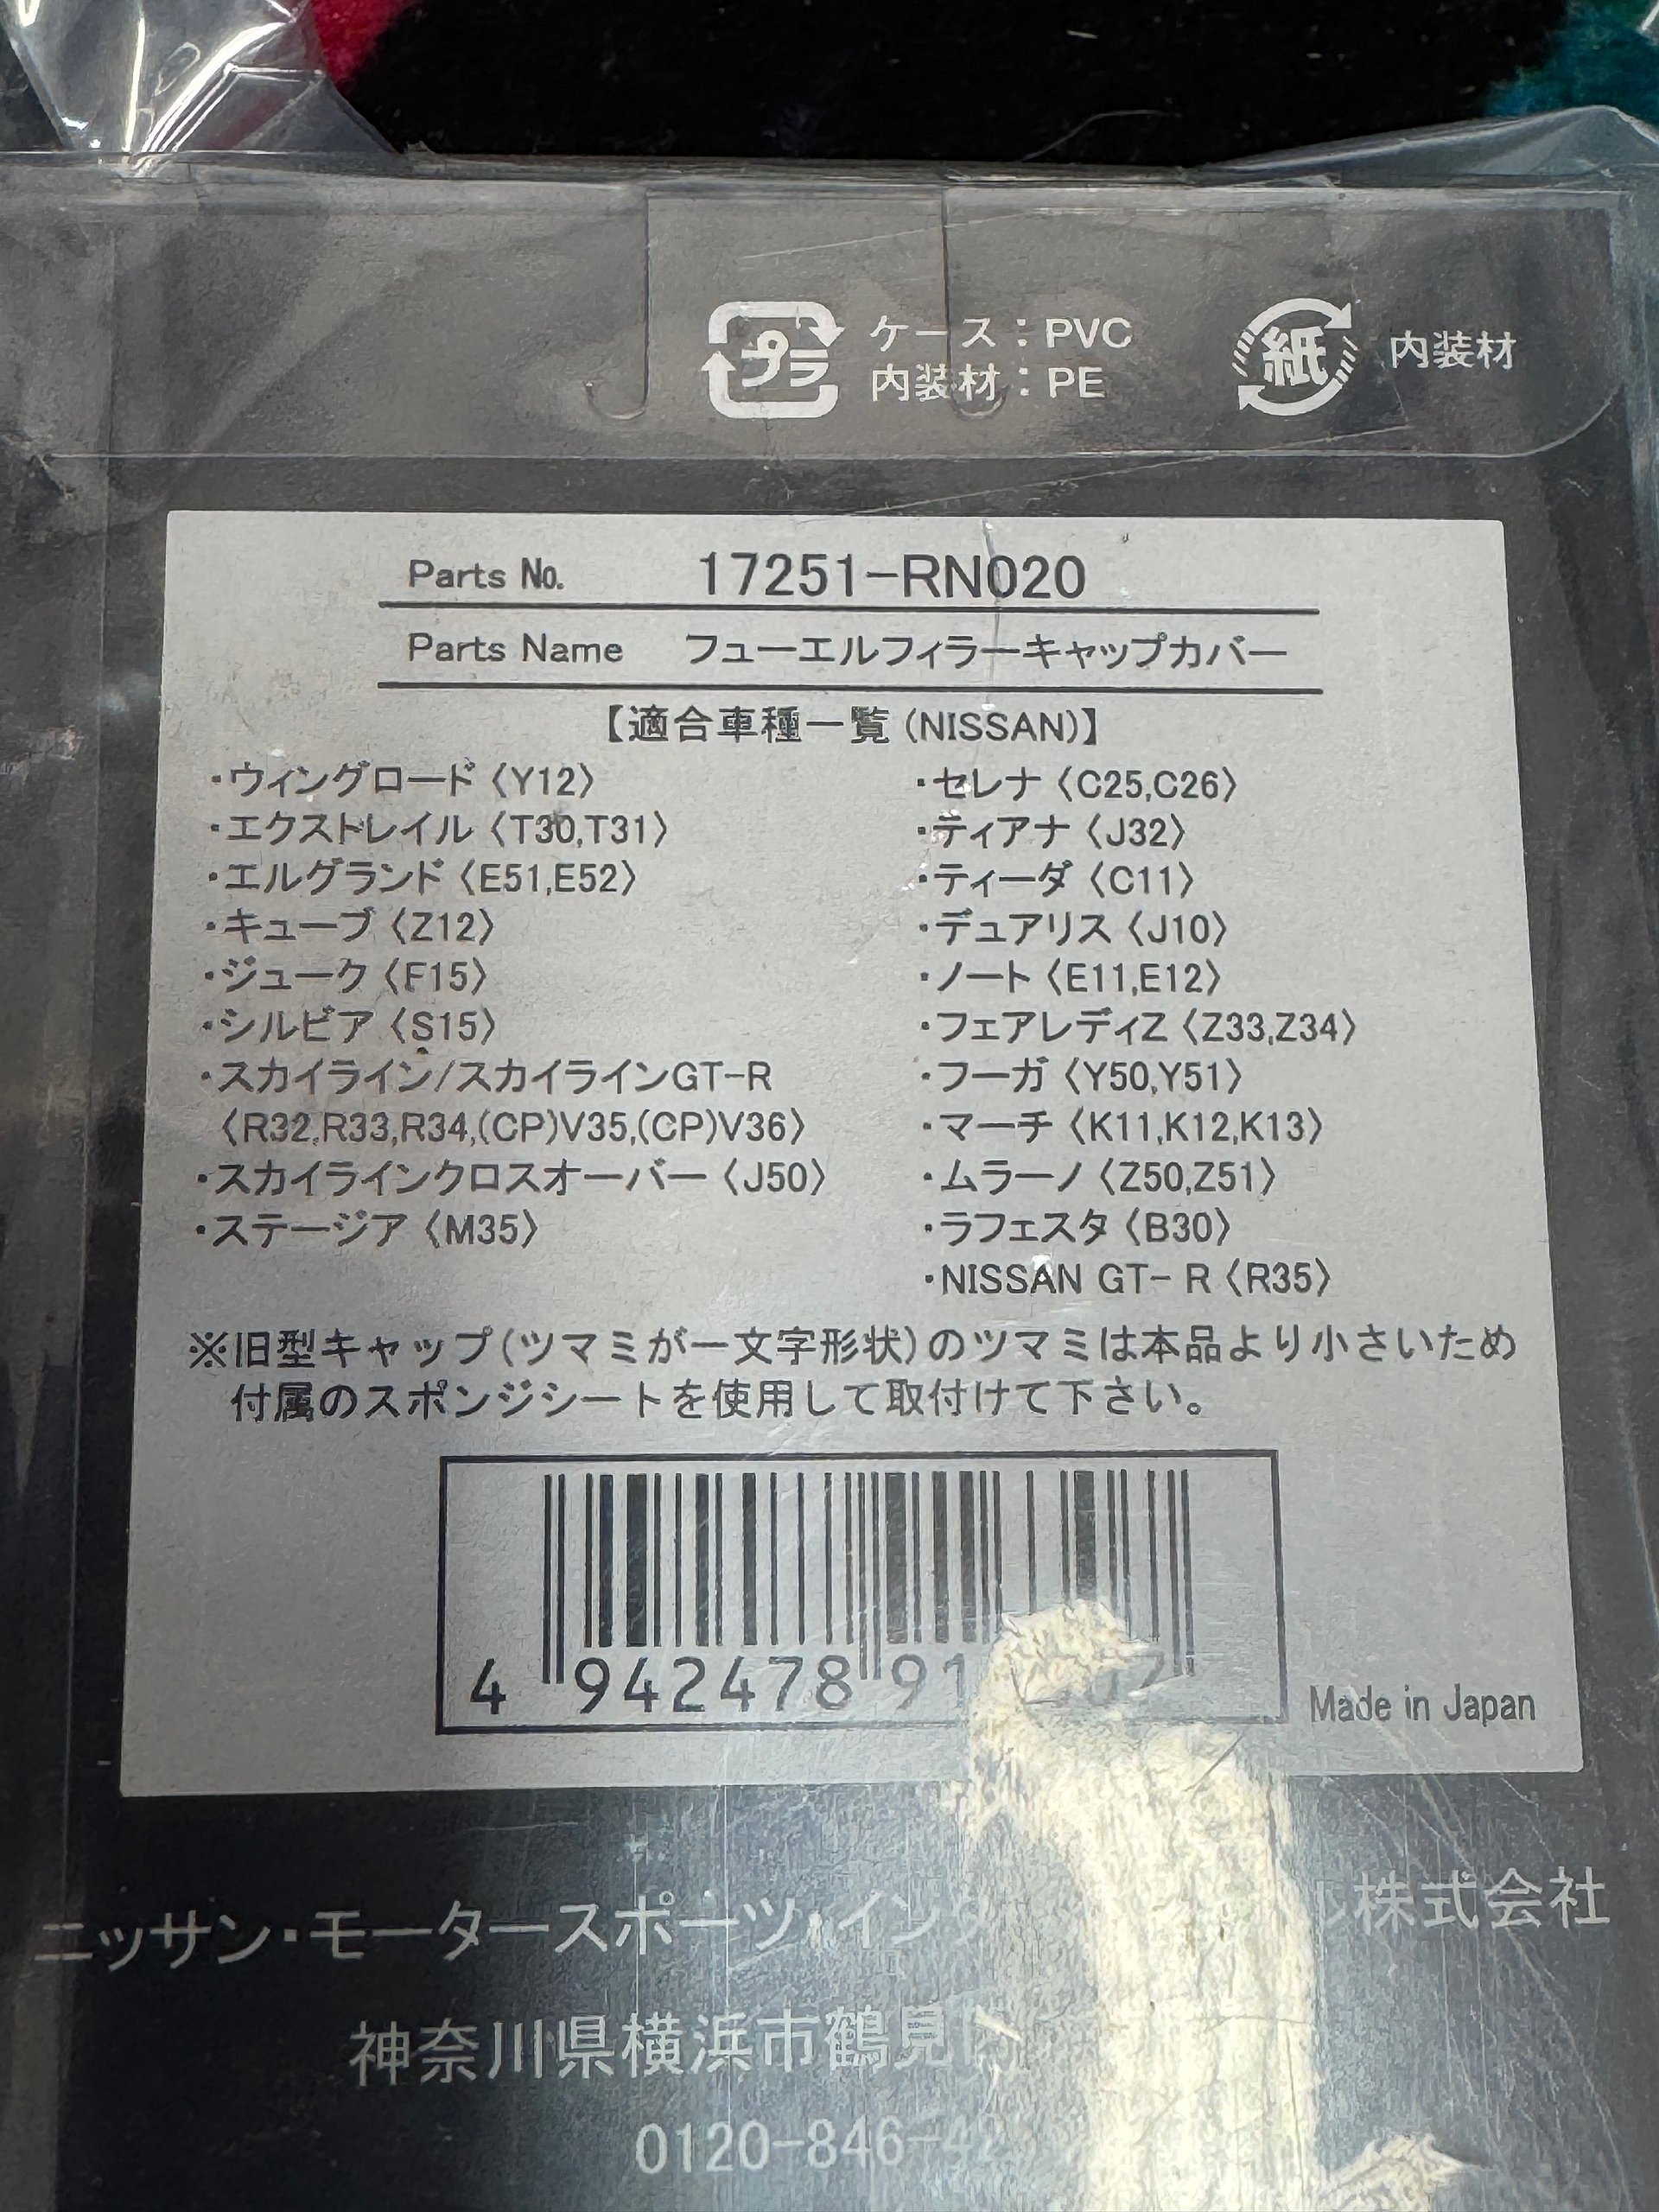 プラ ケース：PVC
内装材：PE
紙 内装材
Parts No. 17251-RN020
Parts Name フューエルフィラーキャップカバー
【適合車種一覧 (NISSAN)】
・ウィングロード〈Y12〉
・エクストレイル〈T30,T31〉
・エルグランド〈E51,E52〉
・キューブ〈Z12〉
・ジューク〈F15〉
・シルビア〈S15〉
・スカイライン/スカイラインGT-R
〈R32,R33,R34,(CP)V35,(CP)V36〉
・スカイラインクロスオーバー〈J50〉
・ステージア〈M35〉
・セレナ〈C25,C26〉
・ティアナ〈J32〉
・ティーダ〈C11〉
・デュアリス〈J10〉
・ノート〈E11,E12〉
・フェアレディZ〈Z33,Z34〉
・フーガ〈Y50,Y51〉
・マーチ〈K11,K12,K13〉
・ムラーノ〈Z50,Z51〉
・ラフェスタ〈B30〉
・NISSAN GT- R〈R35〉
※旧型キャップ(ツマミが一文字形状)のツマミは本品より小さいため
付属のスポンジシートを使用して取付けて下さい。
4 942478 91
Made in Japan
ニッサン・モータースポーツ・イン 株式会社
神奈川県横浜市鶴見
0120-846-4